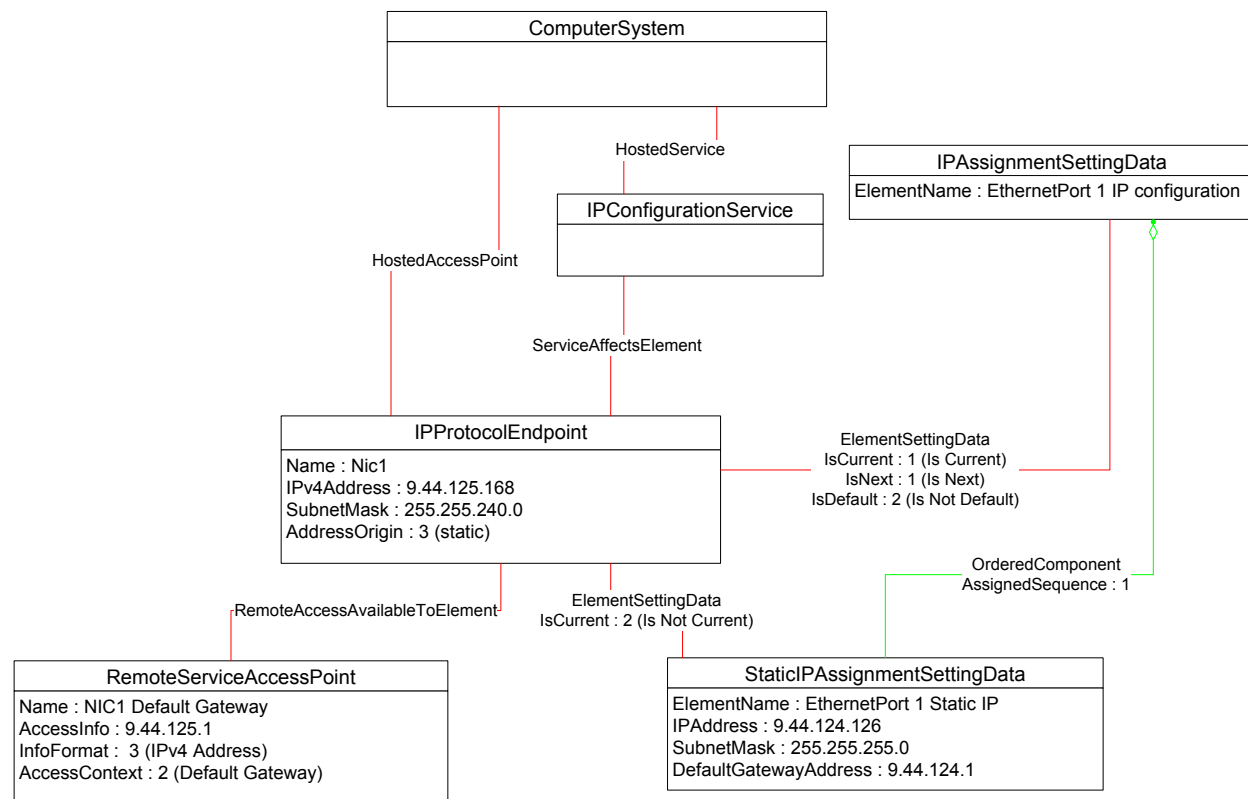 ComputerSystem
HostedService
IPAssignmentSettingData
ElementName : EthernetPort 1 IP configuration
IPConfigurationService
HostedAccessPoint
ServiceAffectsElement
IPProtocolEndpoint
Name : Nic1
IPv4Address : 9.44.125.168
SubnetMask : 255.255.240.0
AddressOrigin : 3 (static)
ElementSettingData
IsCurrent : 1 (Is Current)
IsNext : 1 (Is Next)
IsDefault : 2 (Is Not Default)
OrderedComponent
AssignedSequence : 1
RemoteAccessAvailableToElement
ElementSettingData
IsCurrent : 2 (Is Not Current)
RemoteServiceAccessPoint
Name : NIC1 Default Gateway
AccessInfo : 9.44.125.1
InfoFormat :  3 (IPv4 Address)
AccessContext : 2 (Default Gateway)
StaticIPAssignmentSettingData
ElementName : EthernetPort 1 Static IP
IPAddress : 9.44.124.126
SubnetMask : 255.255.255.0
DefaultGatewayAddress : 9.44.124.1